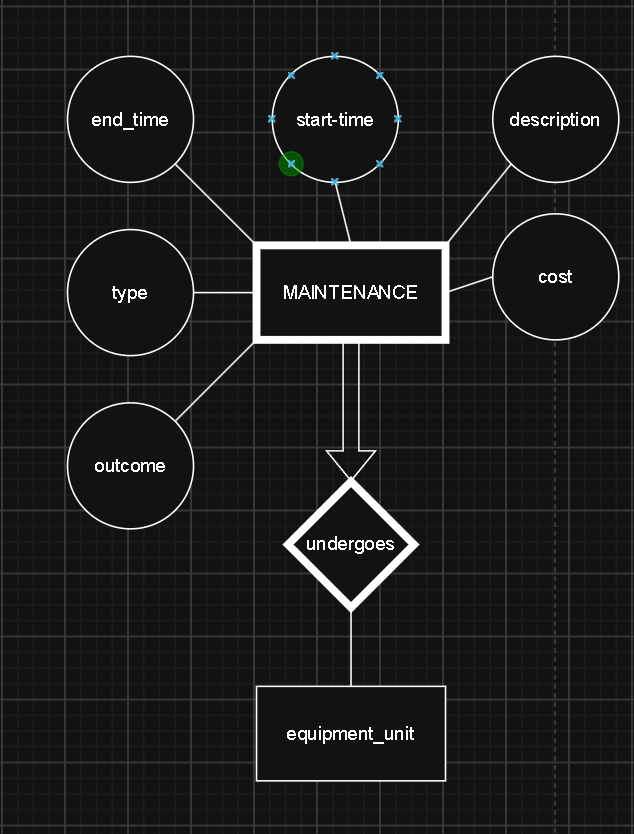 end_time
start-time
description
type
MAINTENANCE
cost
outcome
undergoes
equipment_unit